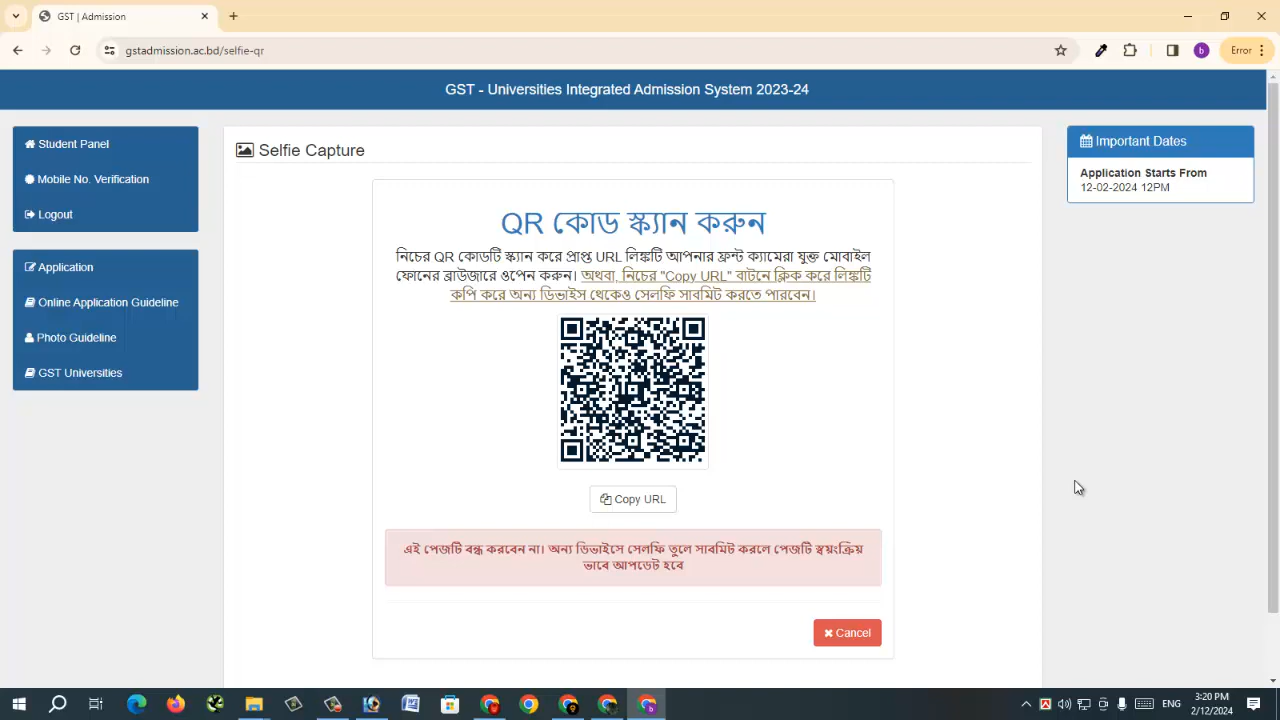 GST | Admission
gstadmission.ac.bd/selfie-qr
Error
GST - Universities Integrated Admission System 2023-24
Student Panel
Mobile No. Verification
Logout
Application
Online Application Guideline
Photo Guideline
GST Universities
Selfie Capture
QR কোড স্ক্যান করুন
নিচের QR কোডটি স্ক্যান করে প্রাপ্ত URL লিঙ্কটি আপনার ফ্রন্ট ক্যামেরা যুক্ত মোবাইল
ফোনের ব্রাউজারে ওপেন করুন। অথবা, নিচের "Copy URL" বাটনে ক্লিক করে লিঙ্কটি
কপি করে অন্য ডিভাইস থেকেও সেলফি সাবমিট করতে পারবেন।
Copy URL
এই পেজটি বন্ধ করবেন না। অন্য ডিভাইসে সেলফি তুলে সাবমিট করলে পেজটি স্বয়ংক্রিয়
ভাবে আপডেট হবে
Cancel
Important Dates
Application Starts From
12-02-2024 12PM
ENG
3:20 PM
2/12/2024